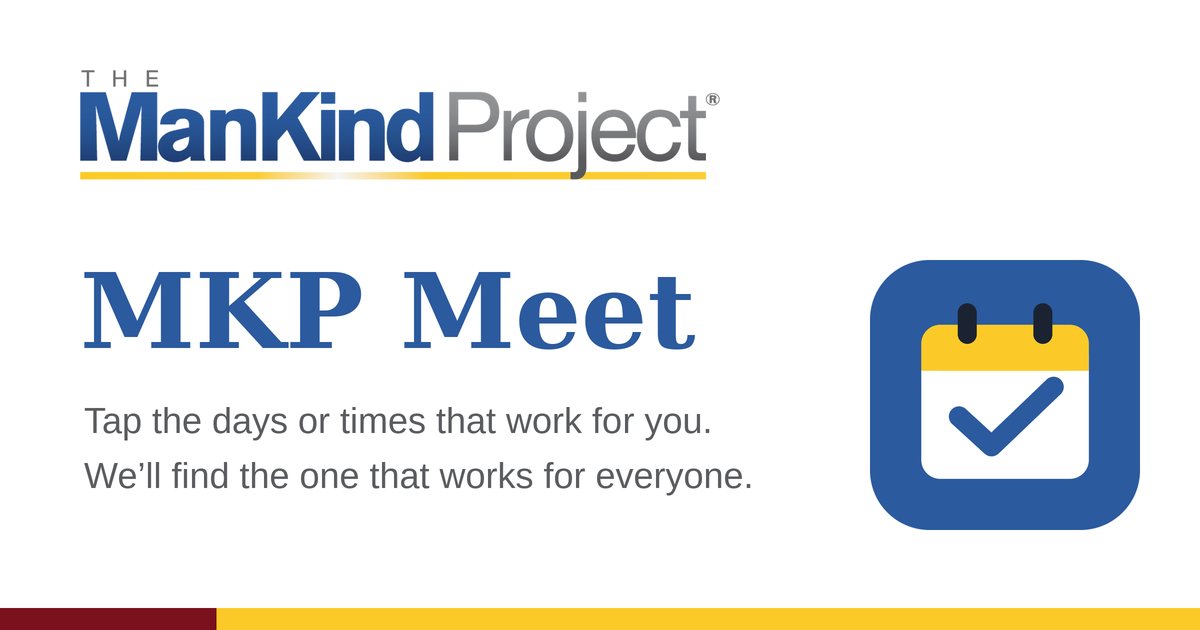 THE
ManKind Project®
MKP Meet
Tap the days or times that work for you.
We’ll find the one that works for everyone.